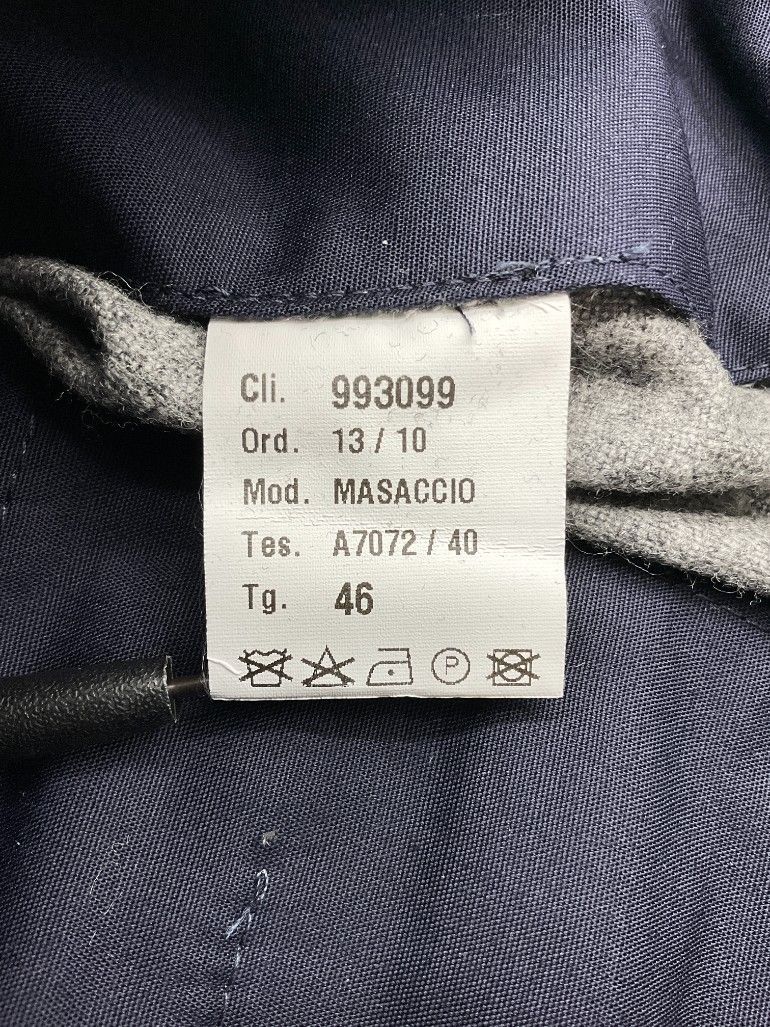 Cli. 993099
Ord. 13 / 10
Mod. MASACCIO
Tes. A7072 / 40
Tg. 46
P